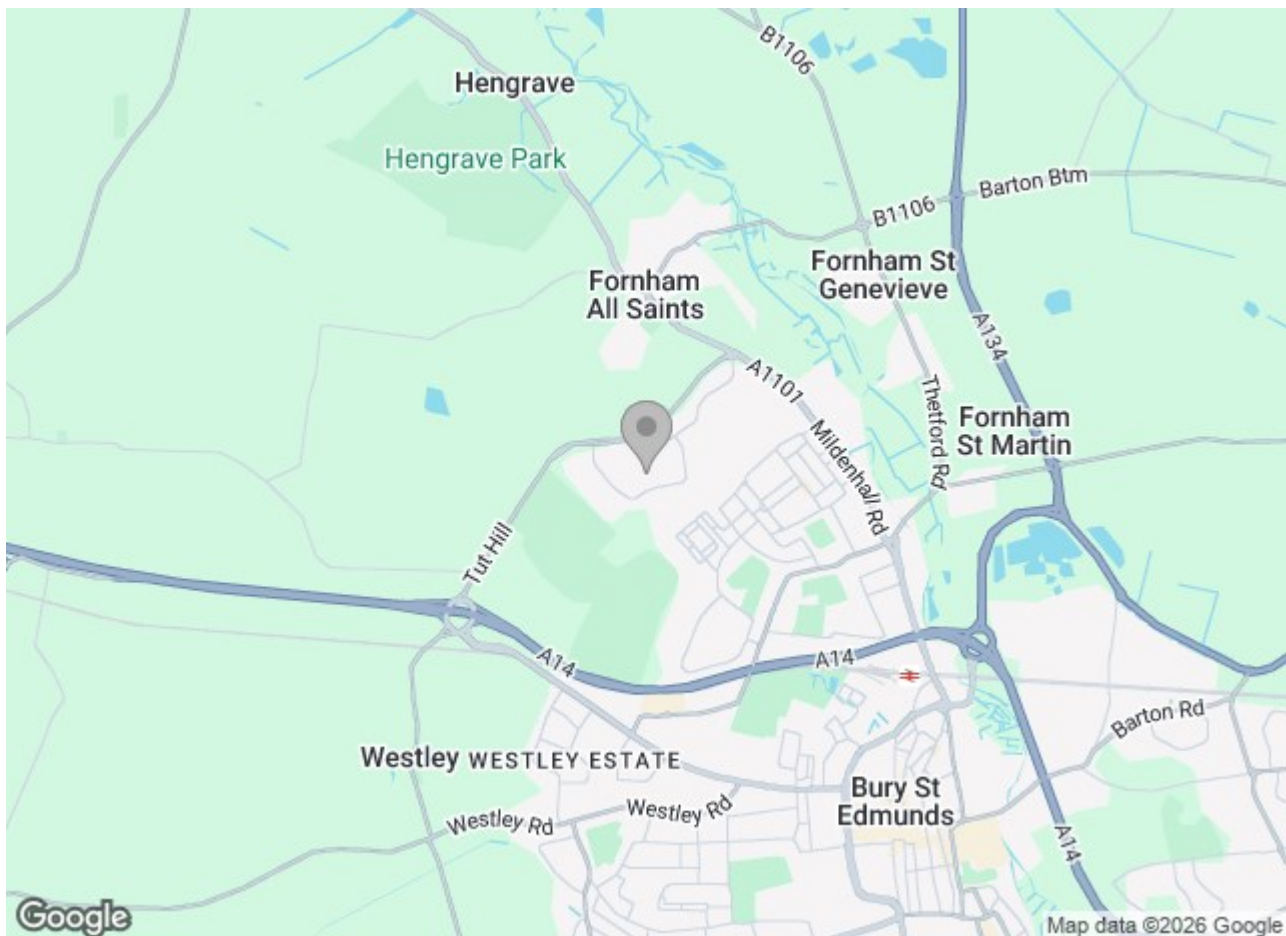 B1106
Hengrave
Hengrave Park
Barton Btm
B1106
Fornham St
Genevieve
Fornham
All Saints
A134
A1101
Thetford Rd
Fornham
St Martin
Mildenhall Rd
Tut Hill
A14
A14
Barton Rd
Westley
WESTLEY ESTATE
Bury St
Edmunds
Westley Rd
Westley Rd
A14
Google
Map data ©2026 Google